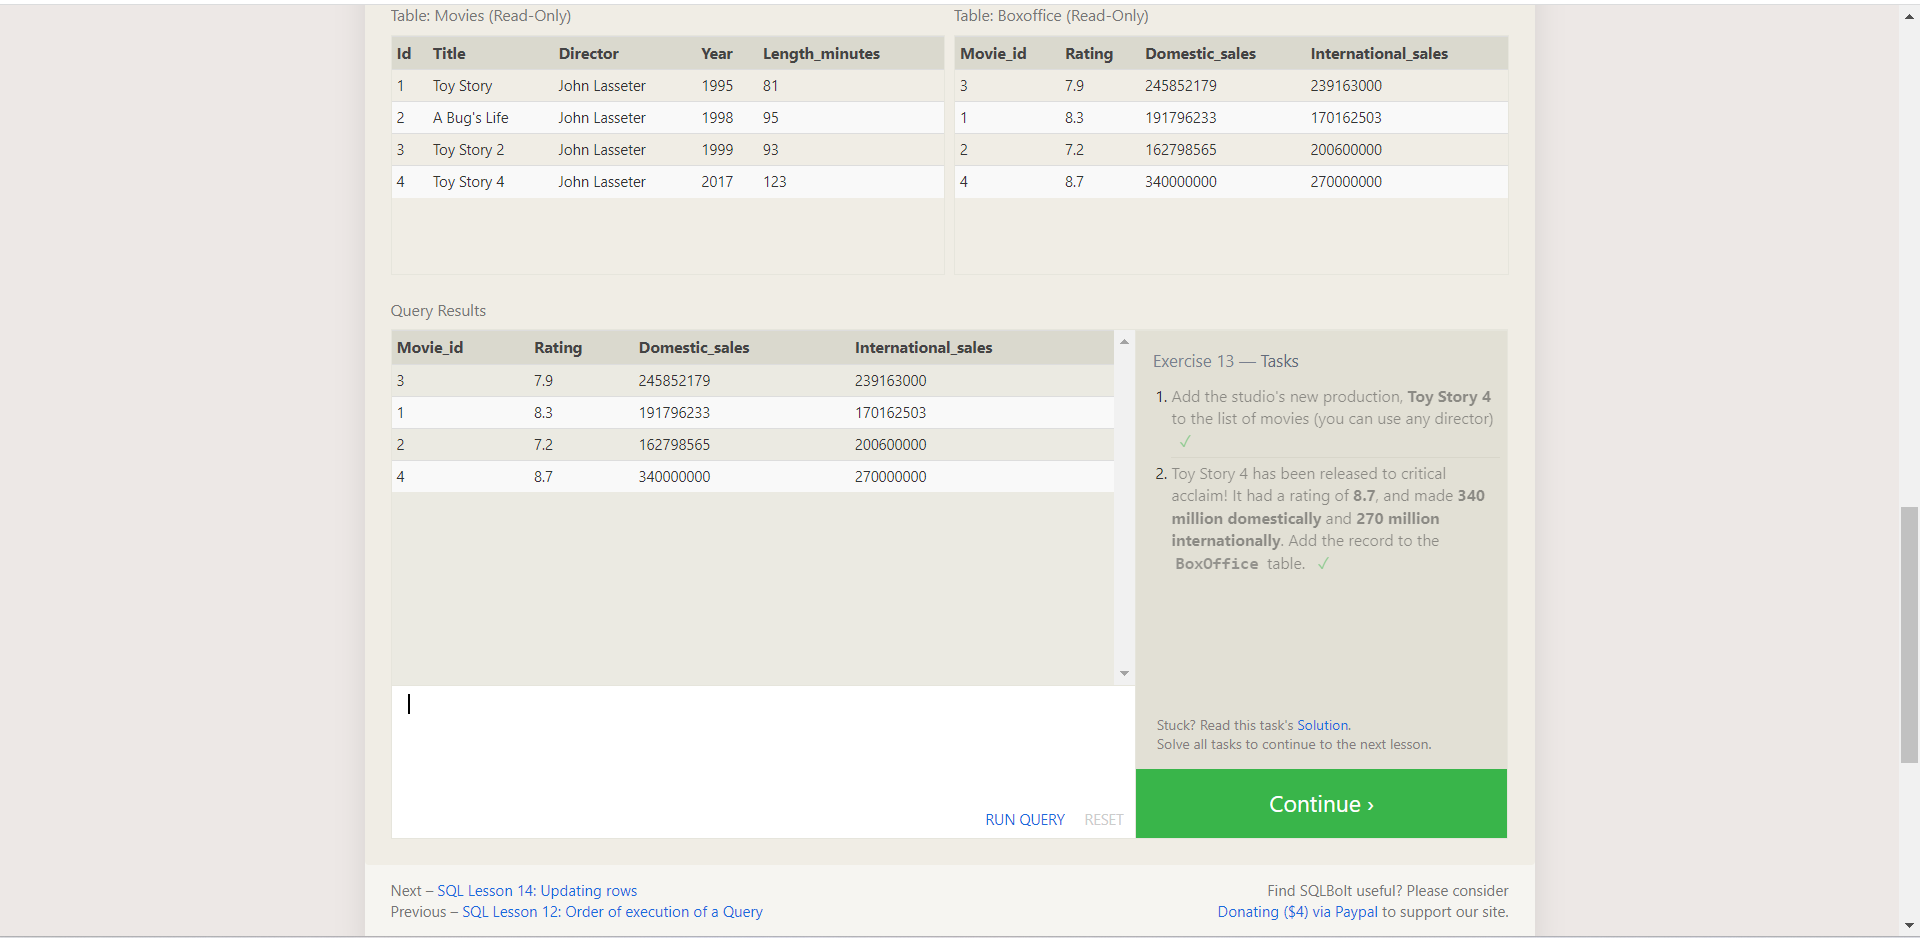 Table: Movies (Read-Only)
Id Title Director Year Length_minutes
1 Toy Story John Lasseter 1995 81
2 A Bug's Life John Lasseter 1998 95
3 Toy Story 2 John Lasseter 1999 93
4 Toy Story 4 John Lasseter 2017 123
Table: Boxoffice (Read-Only)
Movie_id Rating Domestic_sales International_sales
3 7.9 245852179 239163000
1 8.3 191796233 170162503
2 7.2 162798565 200600000
4 8.7 340000000 270000000
Query Results
Movie_id Rating Domestic_sales International_sales
3 7.9 245852179 239163000
1 8.3 191796233 170162503
2 7.2 162798565 200600000
4 8.7 340000000 270000000
RUN QUERY RESET
Exercise 13 — Tasks
1. Add the studio's new production, Toy Story 4
to the list of movies (you can use any director)
✓
2. Toy Story 4 has been released to critical
acclaim! It had a rating of 8.7, and made 340
million domestically and 270 million
internationally. Add the record to the
BoxOffice table. ✓
Stuck? Read this task's Solution.
Solve all tasks to continue to the next lesson.
Continue ›
Next – SQL Lesson 14: Updating rows
Previous – SQL Lesson 12: Order of execution of a Query
Find SQLBolt useful? Please consider
Donating ($4) via Paypal to support our site.